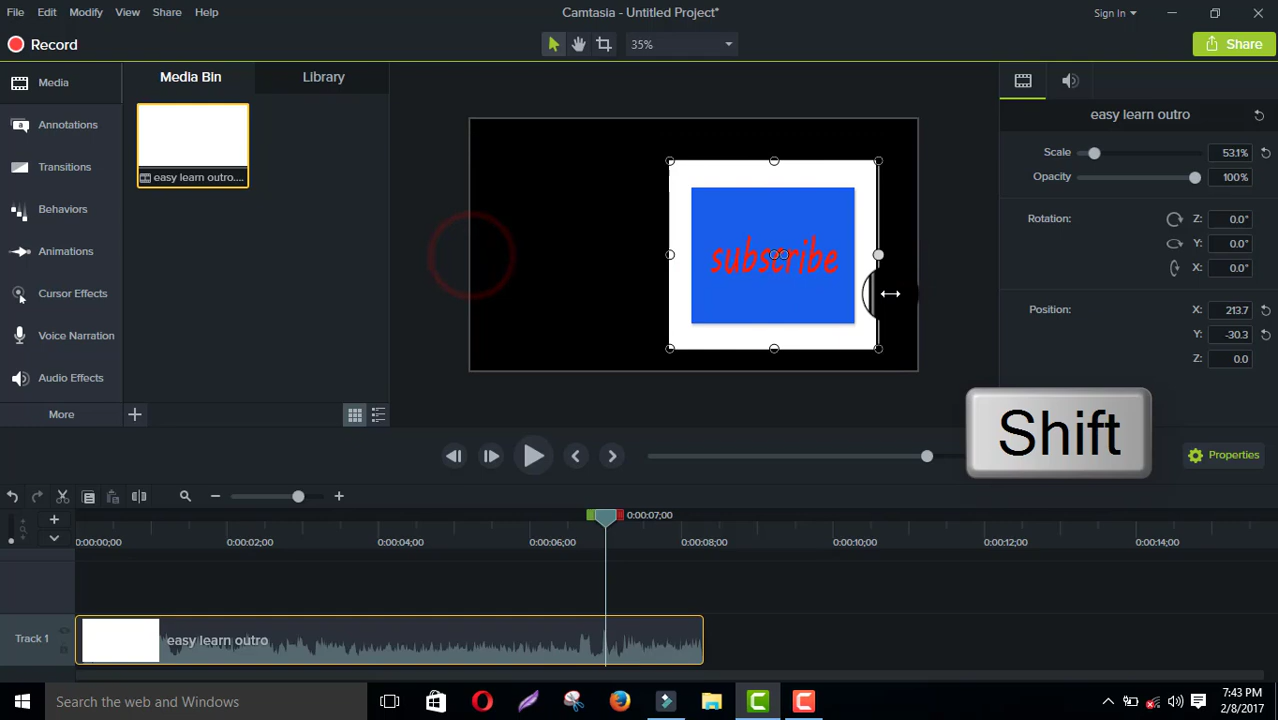 File Edit Modify View Share Help
Camtasia - Untitled Project*
Sign In
Record
35%
Share
Media
Media Bin
Library
Annotations
Transitions
Behaviors
Animations
Cursor Effects
Voice Narration
Audio Effects
More
easy learn outro....
subscribe
easy learn outro
Scale 53.1%
Opacity 100%
Rotation: Z: 0.0°
Y: 0.0°
X: 0.0°
Position: X: 213.7
Y: -30.3
Z: 0.0
Shift
Properties
0:00:07;00
0:00:00;00 0:00:02;00 0:00:04;00 0:00:06;00 0:00:08;00 0:00:10;00 0:00:12;00 0:00:14;00
Track 1
easy learn outro
Search the web and Windows
7:43 PM
2/8/2017